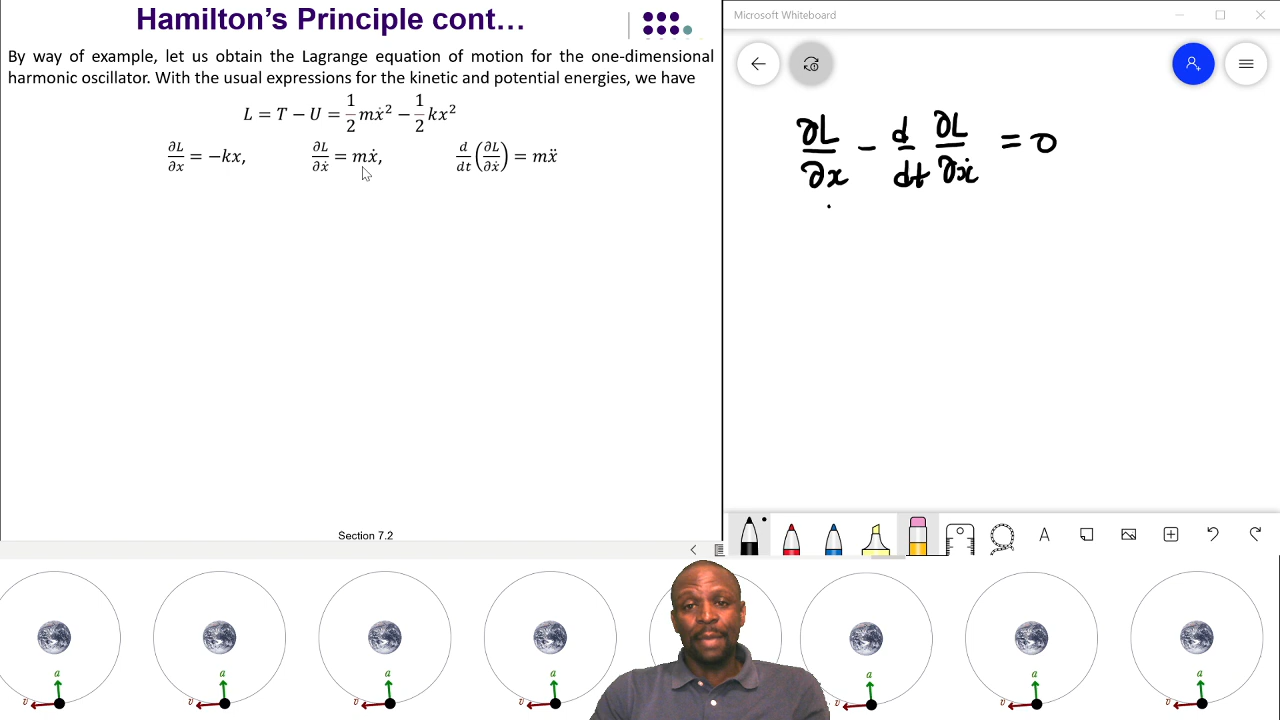 Hamilton's Principle cont…
By way of example, let us obtain the Lagrange equation of motion for the one-dimensional
harmonic oscillator. With the usual expressions for the kinetic and potential energies, we have
L = T − U = 1/2 mẋ² − 1/2 kx²
∂L/∂x = −kx, ∂L/∂ẋ = mẋ, d/dt (∂L/∂ẋ) = mẍ
Section 7.2
Microsoft Whiteboard
∂L/∂x − d/dt ∂L/∂ẋ = 0
A
a a a a a a a
v v v v v v v